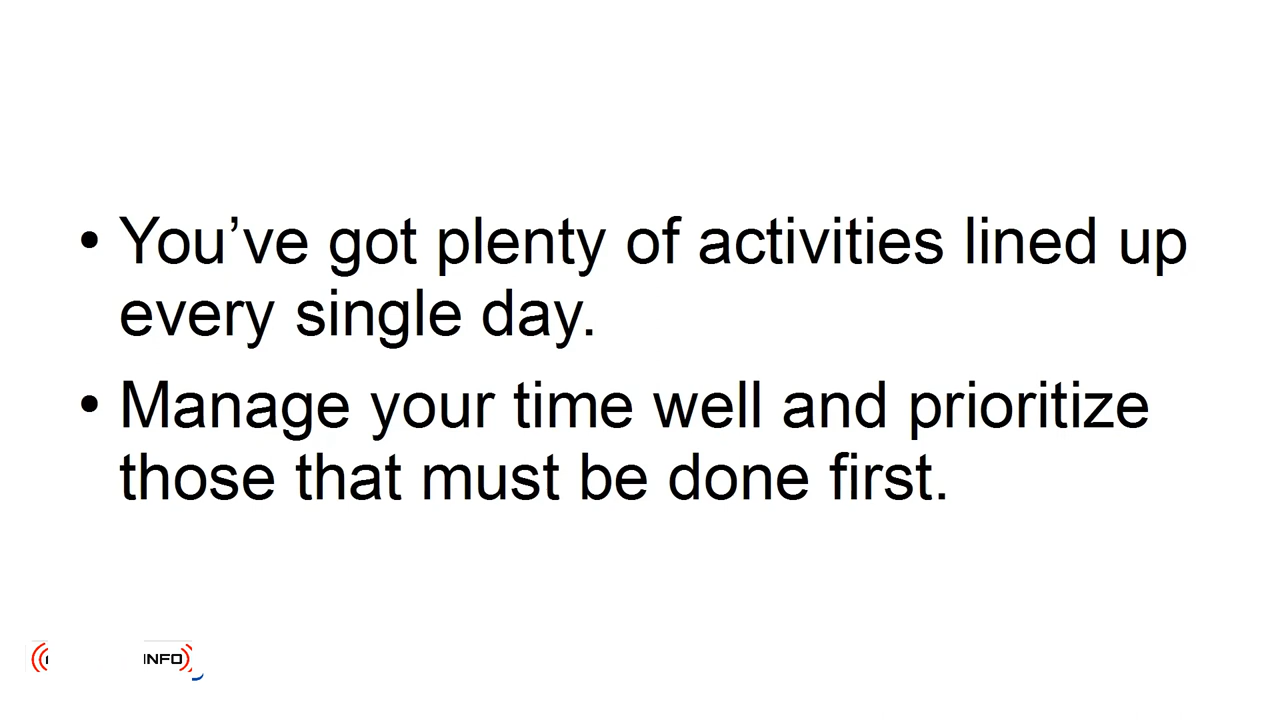 • You’ve got plenty of activities lined up
every single day.
• Manage your time well and prioritize
those that must be done first.
INFO